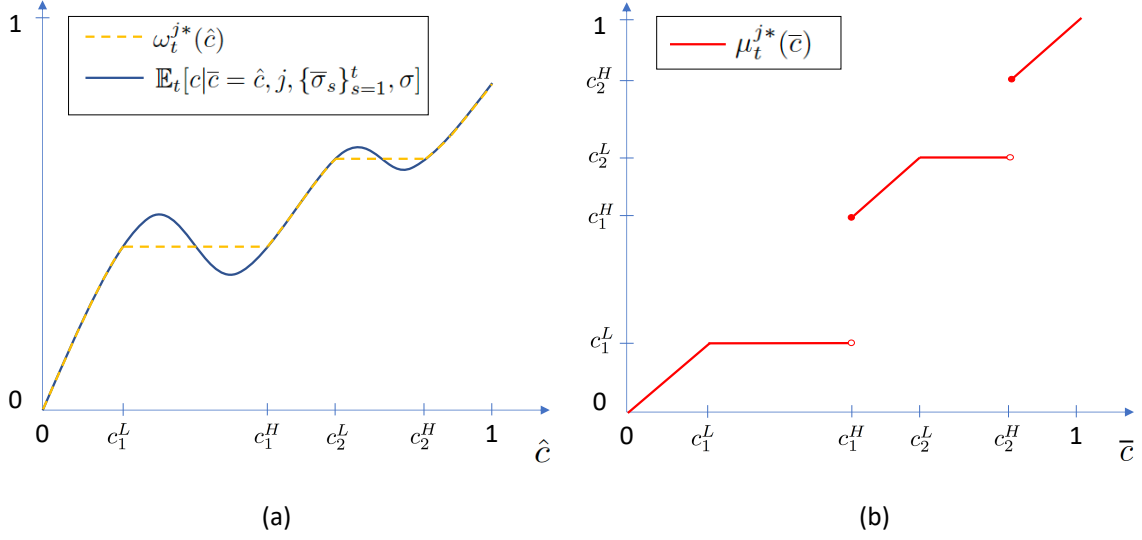 1
ω_t^{j*}(ĉ)
𝔼_t[c|c̄ = ĉ, j, {σ̄_s}_{s=1}^t, σ]
0
0 c_1^L c_1^H c_2^L c_2^H 1 ĉ
(a)
μ_t^{j*}(c̄)
1
c_2^H
c_2^L
c_1^H
c_1^L
0
0 c_1^L c_1^H c_2^L c_2^H 1 c̄
(b)